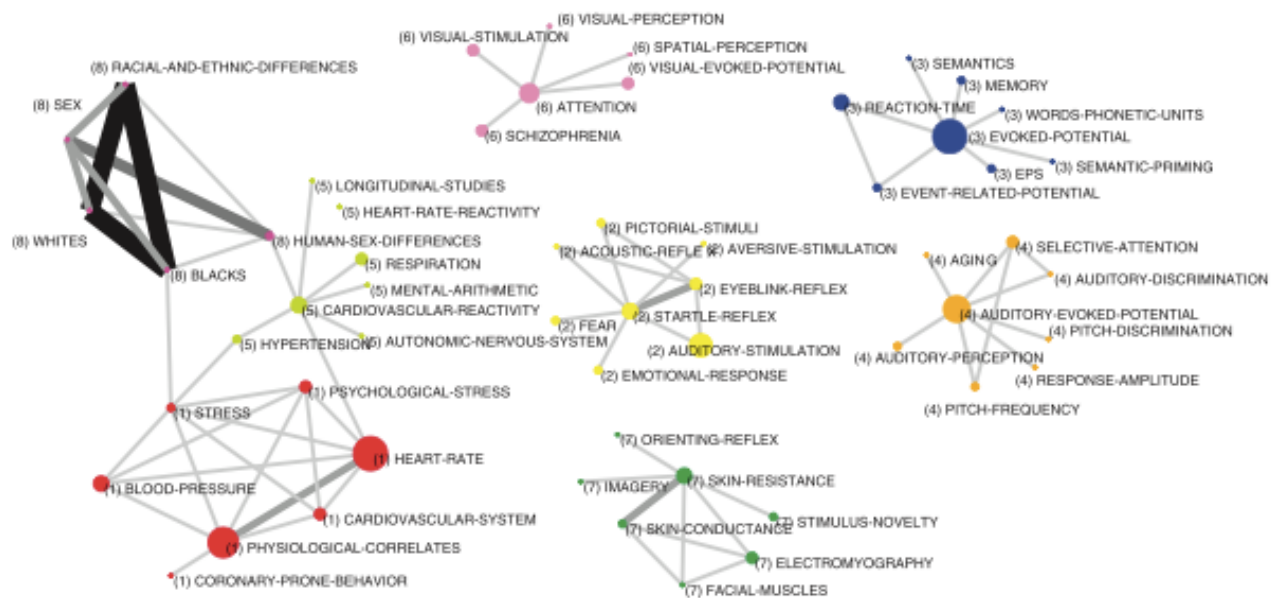 (8) RACIAL-AND-ETHNIC-DIFFERENCES
(8) SEX
(8) WHITES
(8) BLACKS
(8) HUMAN-SEX-DIFFERENCES
(5) LONGITUDINAL-STUDIES
(5) HEART-RATE-REACTIVITY
(5) RESPIRATION
(5) MENTAL-ARITHMETIC
(5) CARDIOVASCULAR-REACTIVITY
(5) HYPERTENSION
(5) AUTONOMIC-NERVOUS-SYSTEM
(1) PSYCHOLOGICAL-STRESS
(1) STRESS
(1) HEART-RATE
(1) BLOOD-PRESSURE
(1) CARDIOVASCULAR-SYSTEM
(1) PHYSIOLOGICAL-CORRELATES
(1) CORONARY-PRONE-BEHAVIOR
(6) VISUAL-PERCEPTION
(6) VISUAL-STIMULATION
(6) SPATIAL-PERCEPTION
(6) VISUAL-EVOKED-POTENTIAL
(6) ATTENTION
(6) SCHIZOPHRENIA
(2) PICTORIAL-STIMULI
(2) ACOUSTIC-REFLEX
(2) AVERSIVE-STIMULATION
(2) EYEBLINK-REFLEX
(2) STARTLE-REFLEX
(2) FEAR
(2) AUDITORY-STIMULATION
(2) EMOTIONAL-RESPONSE
(7) ORIENTING-REFLEX
(7) IMAGERY
(7) SKIN-RESISTANCE
(7) SKIN-CONDUCTANCE
(7) STIMULUS-NOVELTY
(7) ELECTROMYOGRAPHY
(7) FACIAL-MUSCLES
(3) SEMANTICS
(3) MEMORY
(3) REACTION-TIME
(3) WORDS-PHONETIC-UNITS
(3) EVOKED-POTENTIAL
(3) SEMANTIC-PRIMING
(3) EPS
(3) EVENT-RELATED-POTENTIAL
(4) SELECTIVE-ATTENTION
(4) AGING
(4) AUDITORY-DISCRIMINATION
(4) AUDITORY-EVOKED-POTENTIAL
(4) PITCH-DISCRIMINATION
(4) AUDITORY-PERCEPTION
(4) RESPONSE-AMPLITUDE
(4) PITCH-FREQUENCY